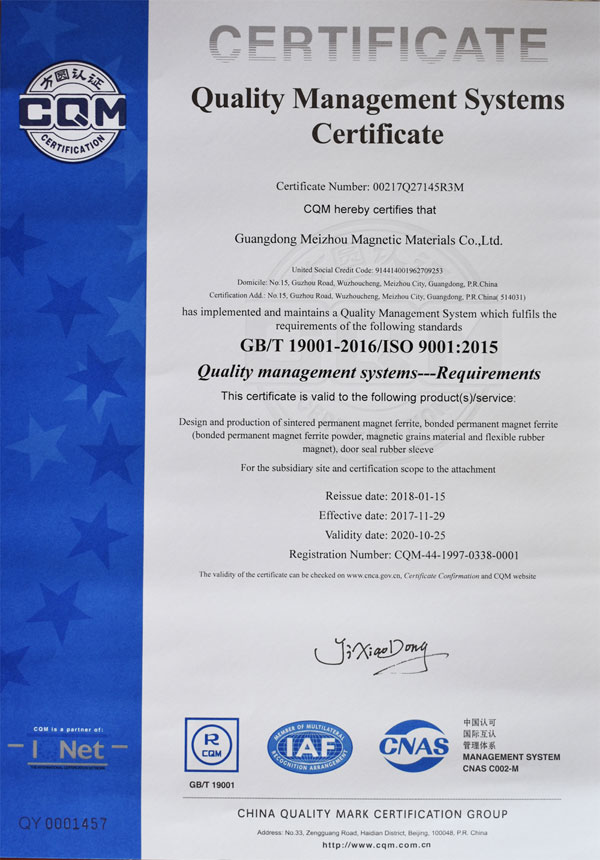 CERTIFICATE
方圆认证
CQM
CERTIFICATION
Quality Management Systems
Certificate
Certificate Number: 00217Q27145R3M
CQM hereby certifies that
Guangdong Meizhou Magnetic Materials Co.,Ltd.
United Social Credit Code: 914414001962709253
Domicile: No.15, Guzhou Road, Wuzhoucheng, Meizhou City, Guangdong, P.R.China
Certification Add.: No.15, Guzhou Road, Wuzhoucheng, Meizhou City, Guangdong, P.R.China( 514031)
has implemented and maintains a Quality Management System which fulfils the
requirements of the following standards
GB/T 19001-2016/ISO 9001:2015
Quality management systems---Requirements
This certificate is valid to the following product(s)/service:
Design and production of sintered permanent magnet ferrite, bonded permanent magnet ferrite
(bonded permanent magnet ferrite powder, magnetic grains material and flexible rubber
magnet), door seal rubber sleeve
For the subsidiary site and certification scope to the attachment
Reissue date: 2018-01-15
Effective date: 2017-11-29
Validity date: 2020-10-25
Registration Number: CQM-44-1997-0338-0001
The validity of the certificate can be checked on www.cnca.gov.cn, Certificate Confirmation and CQM website
JiXiaoDong
CQM is a partner of:
Net
R
CQM
GB/T 19001
MEMBER OF MULTILATERAL
IAF
RECOGNITION ARRANGEMENT
CNAS
中国认可
国际互认
管理体系
MANAGEMENT SYSTEM
CNAS C002-M
QY 0001457
CHINA QUALITY MARK CERTIFICATION GROUP
Address: No.33, Zengguang Road, Haidian District, Beijing, 100048, P.R. China
http://www.cqm.com.cn